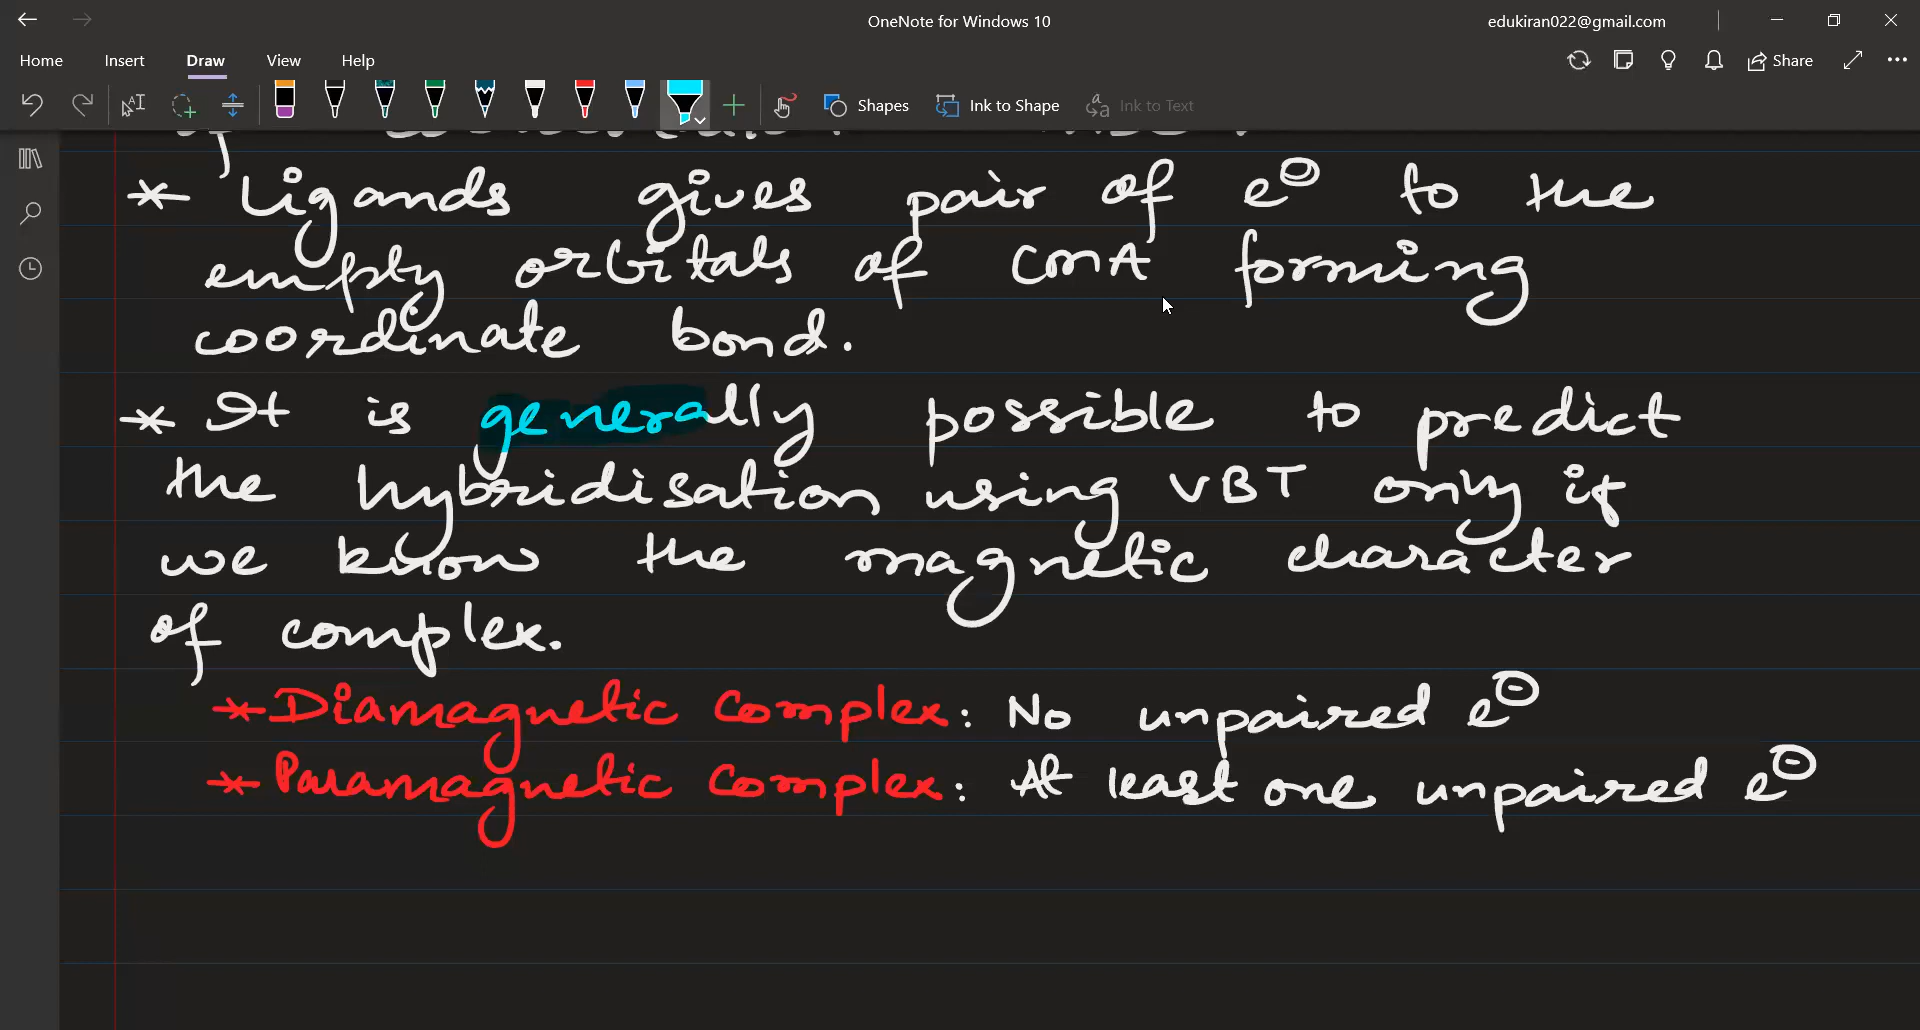 OneNote for Windows 10
edukiran022@gmail.com
Home Insert Draw View Help
Share
Shapes Ink to Shape Ink to Text
* Ligands gives pair of e⊖ to the
empty orbitals of CMA forming
coordinate bond.
* It is generally possible to predict
the hybridisation using VBT only if
we know the magnetic character
of complex.
* Diamagnetic Complex: No unpaired e⊖
* Paramagnetic Complex: At least one unpaired e⊖